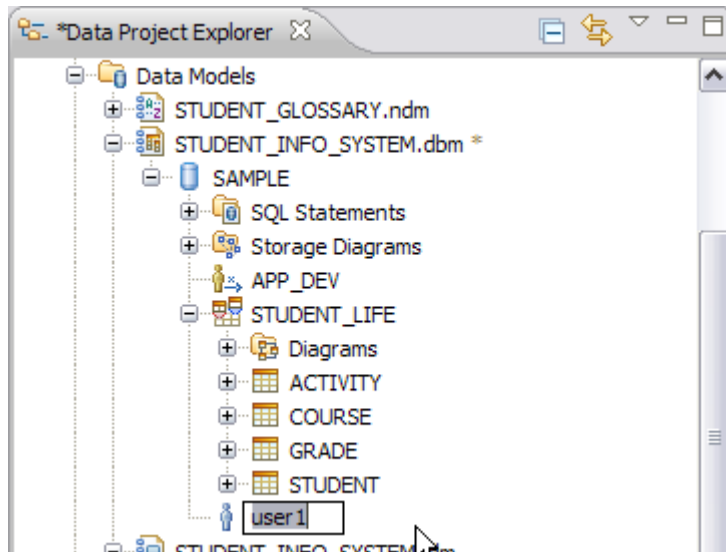 *Data Project Explorer
Data Models
STUDENT_GLOSSARY.ndm
STUDENT_INFO_SYSTEM.dbm *
SAMPLE
SQL Statements
Storage Diagrams
APP_DEV
STUDENT_LIFE
Diagrams
ACTIVITY
COURSE
GRADE
STUDENT
user1
STUDENT_INFO_SYSTEM